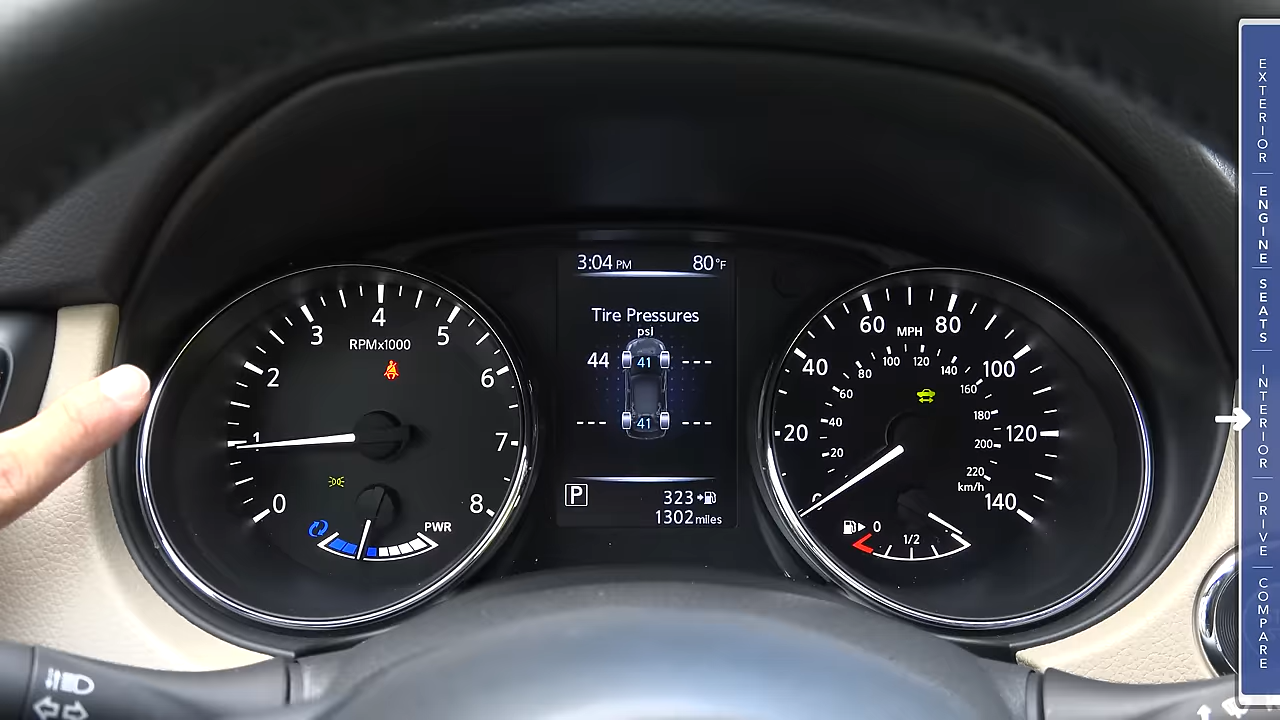 3:04 PM 80°F
Tire Pressures
psi
44 41 ---
--- 41 ---
P 323
1302 miles
0 1 2 3 4 5 6 7 8
RPMx1000
PWR
0 20 40 60 80 100 120 140
MPH
20 40 60 80 100 120 140 160 180 200 220
km/h
0 1/2
EXTERIOR
ENGINE
SEATS
INTERIOR
DRIVE
COMPARE